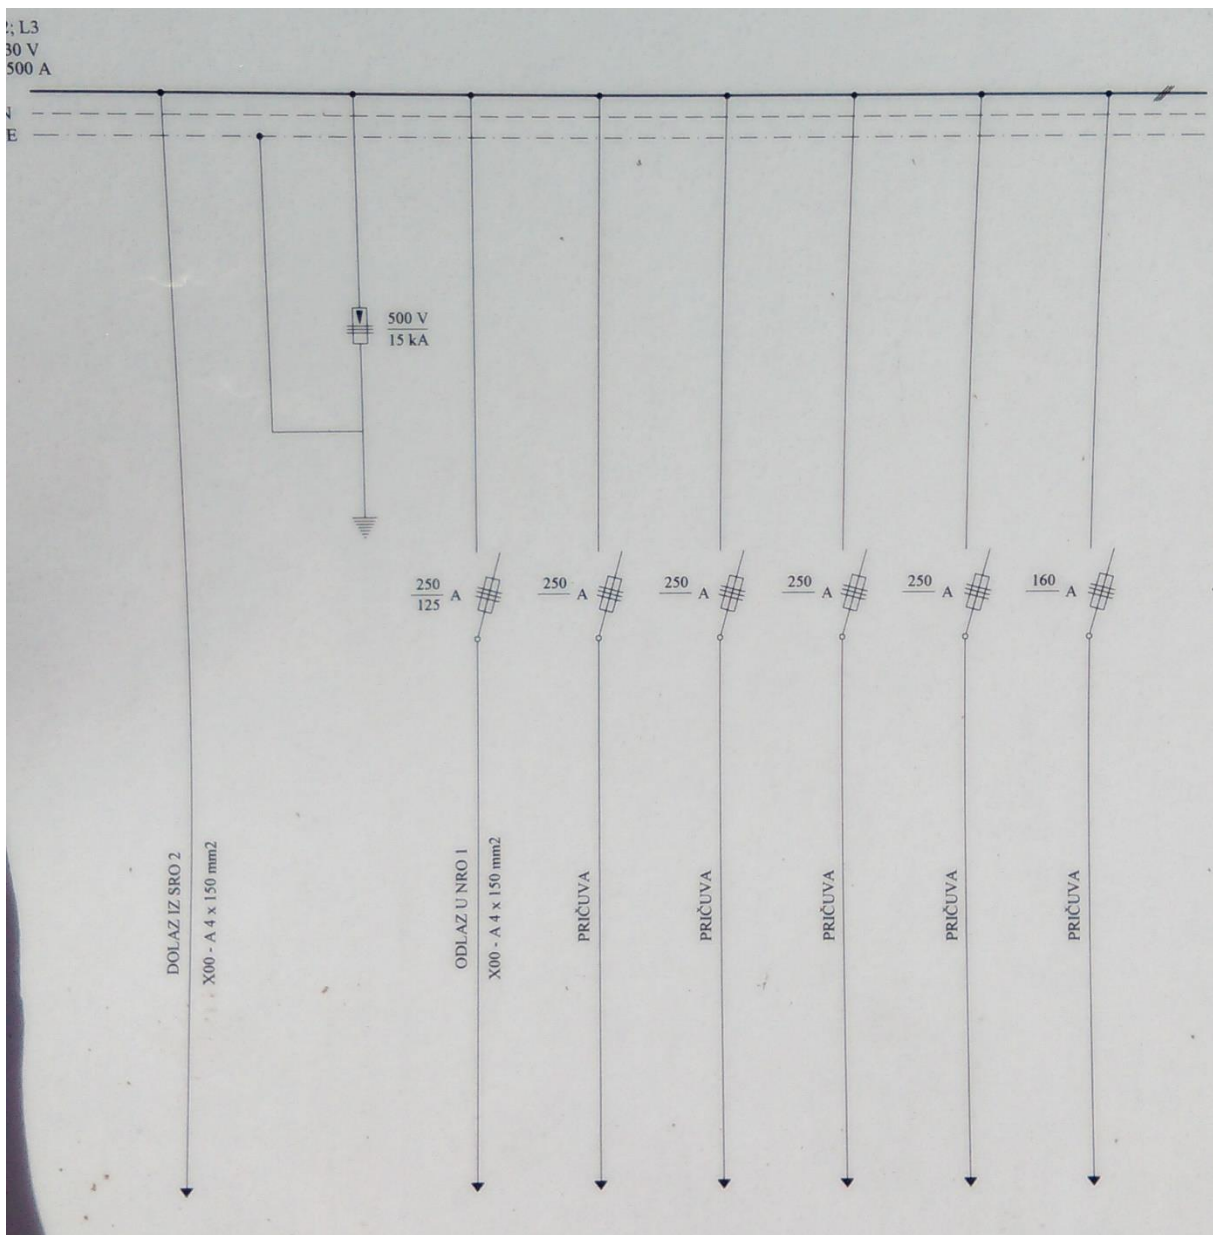 ; L3
30 V
500 A
N
E
500 V
15 kA
250
125
A
250
A
250
A
250
A
250
A
160
A
DOLAZ IZ SRO 2
X00 - A 4 x 150 mm2
ODLAZ U NRO 1
X00 - A 4 x 150 mm2
PRIČUVA
PRIČUVA
PRIČUVA
PRIČUVA
PRIČUVA